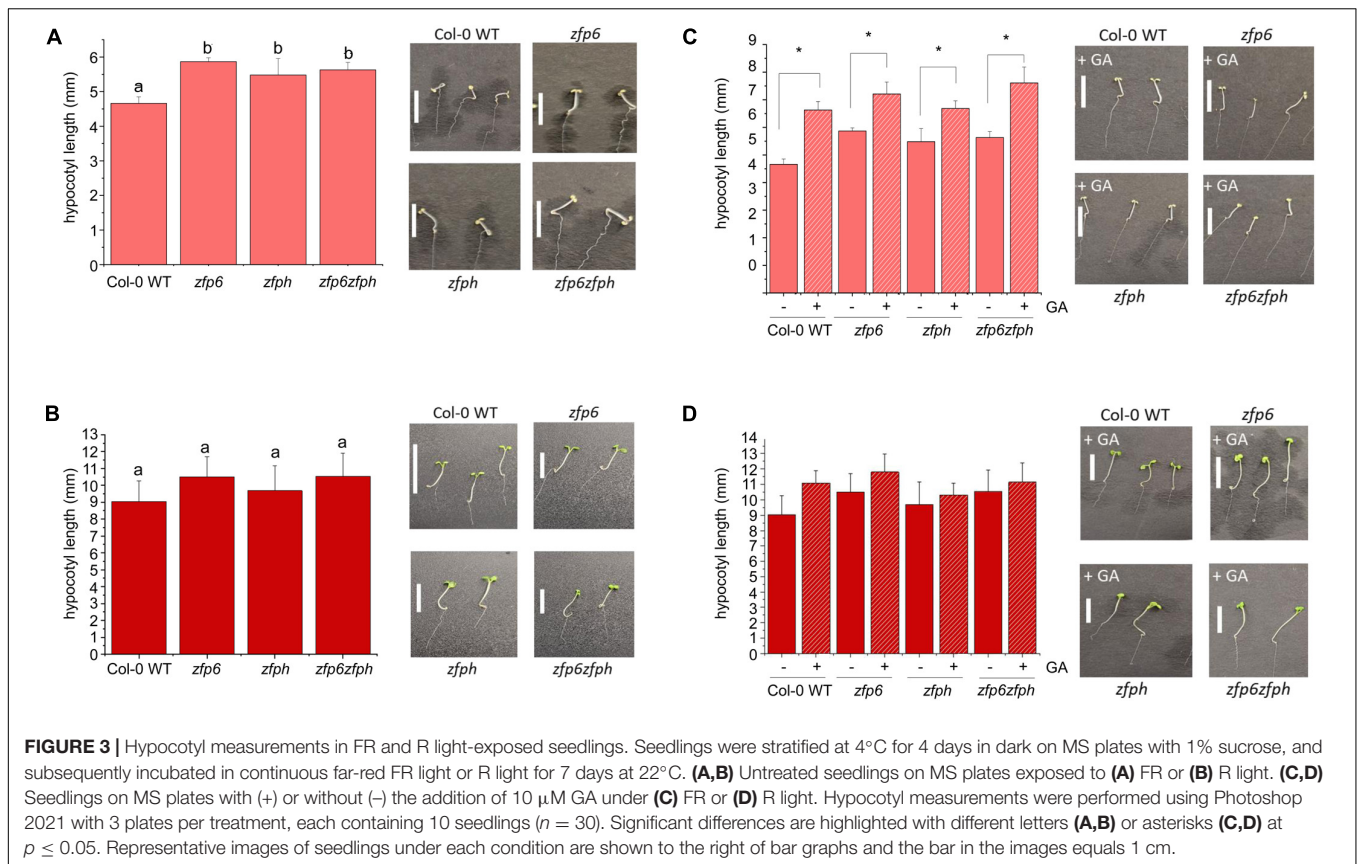 A
hypocotyl length (mm)
6
5
4
3
2
1
0
a
b
b
b
Col-0 WT
zfp6
zfph
zfp6zfph
Col-0 WT
zfp6
zfph
zfp6zfph
C
hypocotyl length (mm)
9
8
7
6
5
4
3
2
1
0
0
*
*
*
*
- + - + - + - + GA
Col-0 WT
zfp6
zfph
zfp6zfph
Col-0 WT
zfp6
+ GA
+ GA
+ GA
+ GA
zfph
zfp6zfph
B
hypocotyl length (mm)
13
12
11
10
9
8
7
6
5
4
3
2
1
0
a
a
a
a
Col-0 WT
zfp6
zfph
zfp6zfph
Col-0 WT
zfp6
zfph
zfp6zfph
D
hypocotyl length (mm)
14
13
12
11
10
9
8
7
6
5
4
3
2
1
0
- + - + - + - + GA
Col-0 WT
zfp6
zfph
zfp6zfph
Col-0 WT
zfp6
+ GA
+ GA
+ GA
+ GA
zfph
zfp6zfph
FIGURE 3 | Hypocotyl measurements in FR and R light-exposed seedlings. Seedlings were stratified at 4°C for 4 days in dark on MS plates with 1% sucrose, and
subsequently incubated in continuous far-red FR light or R light for 7 days at 22°C. (A,B) Untreated seedlings on MS plates exposed to (A) FR or (B) R light. (C,D)
Seedlings on MS plates with (+) or without (–) the addition of 10 μM GA under (C) FR or (D) R light. Hypocotyl measurements were performed using Photoshop
2021 with 3 plates per treatment, each containing 10 seedlings (n = 30). Significant differences are highlighted with different letters (A,B) or asterisks (C,D) at
p ≤ 0.05. Representative images of seedlings under each condition are shown to the right of bar graphs and the bar in the images equals 1 cm.